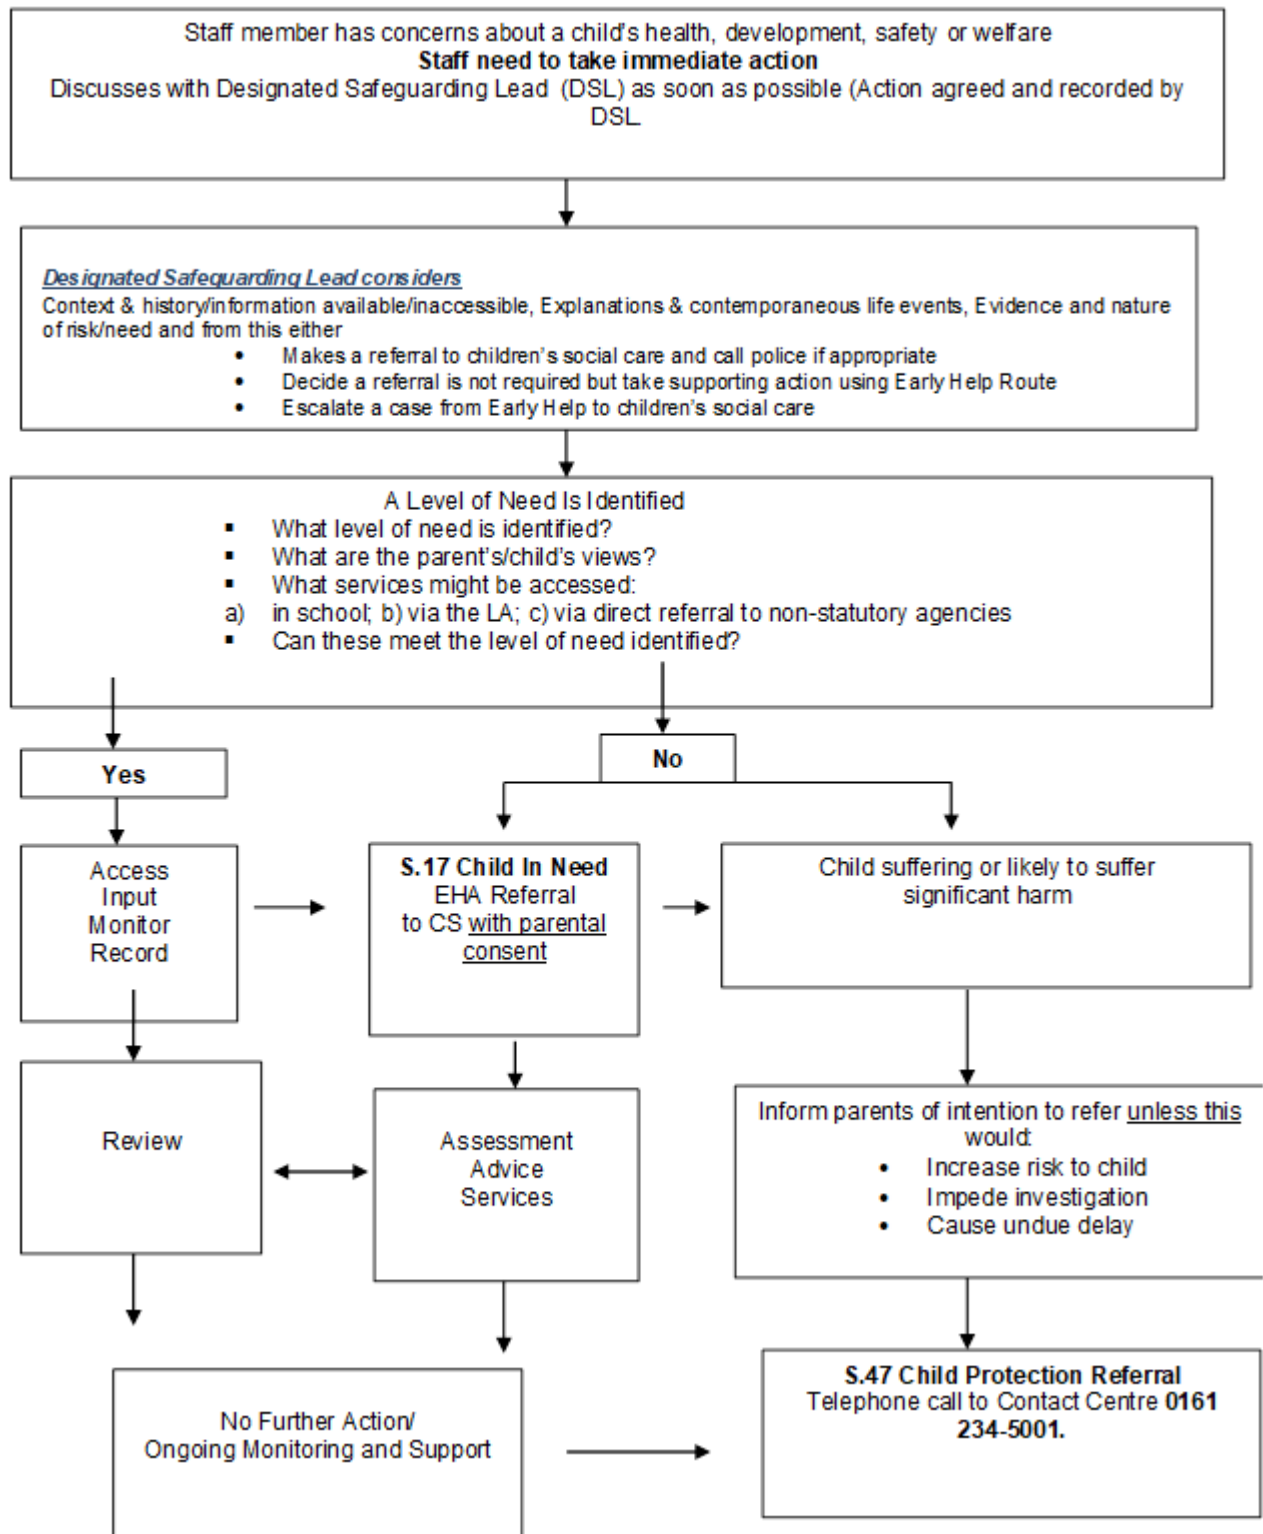 Staff member has concerns about a child's health, development, safety or welfare
Staff need to take immediate action
Discusses with Designated Safeguarding Lead (DSL) as soon as possible (Action agreed and recorded by
DSL.
Designated Safeguarding Lead considers
Context & history/information available/inaccessible, Explanations & contemporaneous life events, Evidence and nature
of risk/need and from this either
• Makes a referral to children's social care and call police if appropriate
• Decide a referral is not required but take supporting action using Early Help Route
• Escalate a case from Early Help to children's social care
A Level of Need Is Identified
▪ What level of need is identified?
▪ What are the parent's/child's views?
▪ What services might be accessed:
a) in school; b) via the LA; c) via direct referral to non-statutory agencies
▪ Can these meet the level of need identified?
Yes
No
Access
Input
Monitor
Record
S.17 Child In Need
EHA Referral
to CS with parental
consent
Child suffering or likely to suffer
significant harm
Review
Assessment
Advice
Services
Inform parents of intention to refer unless this
would:
• Increase risk to child
• Impede investigation
• Cause undue delay
No Further Action/
Ongoing Monitoring and Support
S.47 Child Protection Referral
Telephone call to Contact Centre 0161
234-5001.